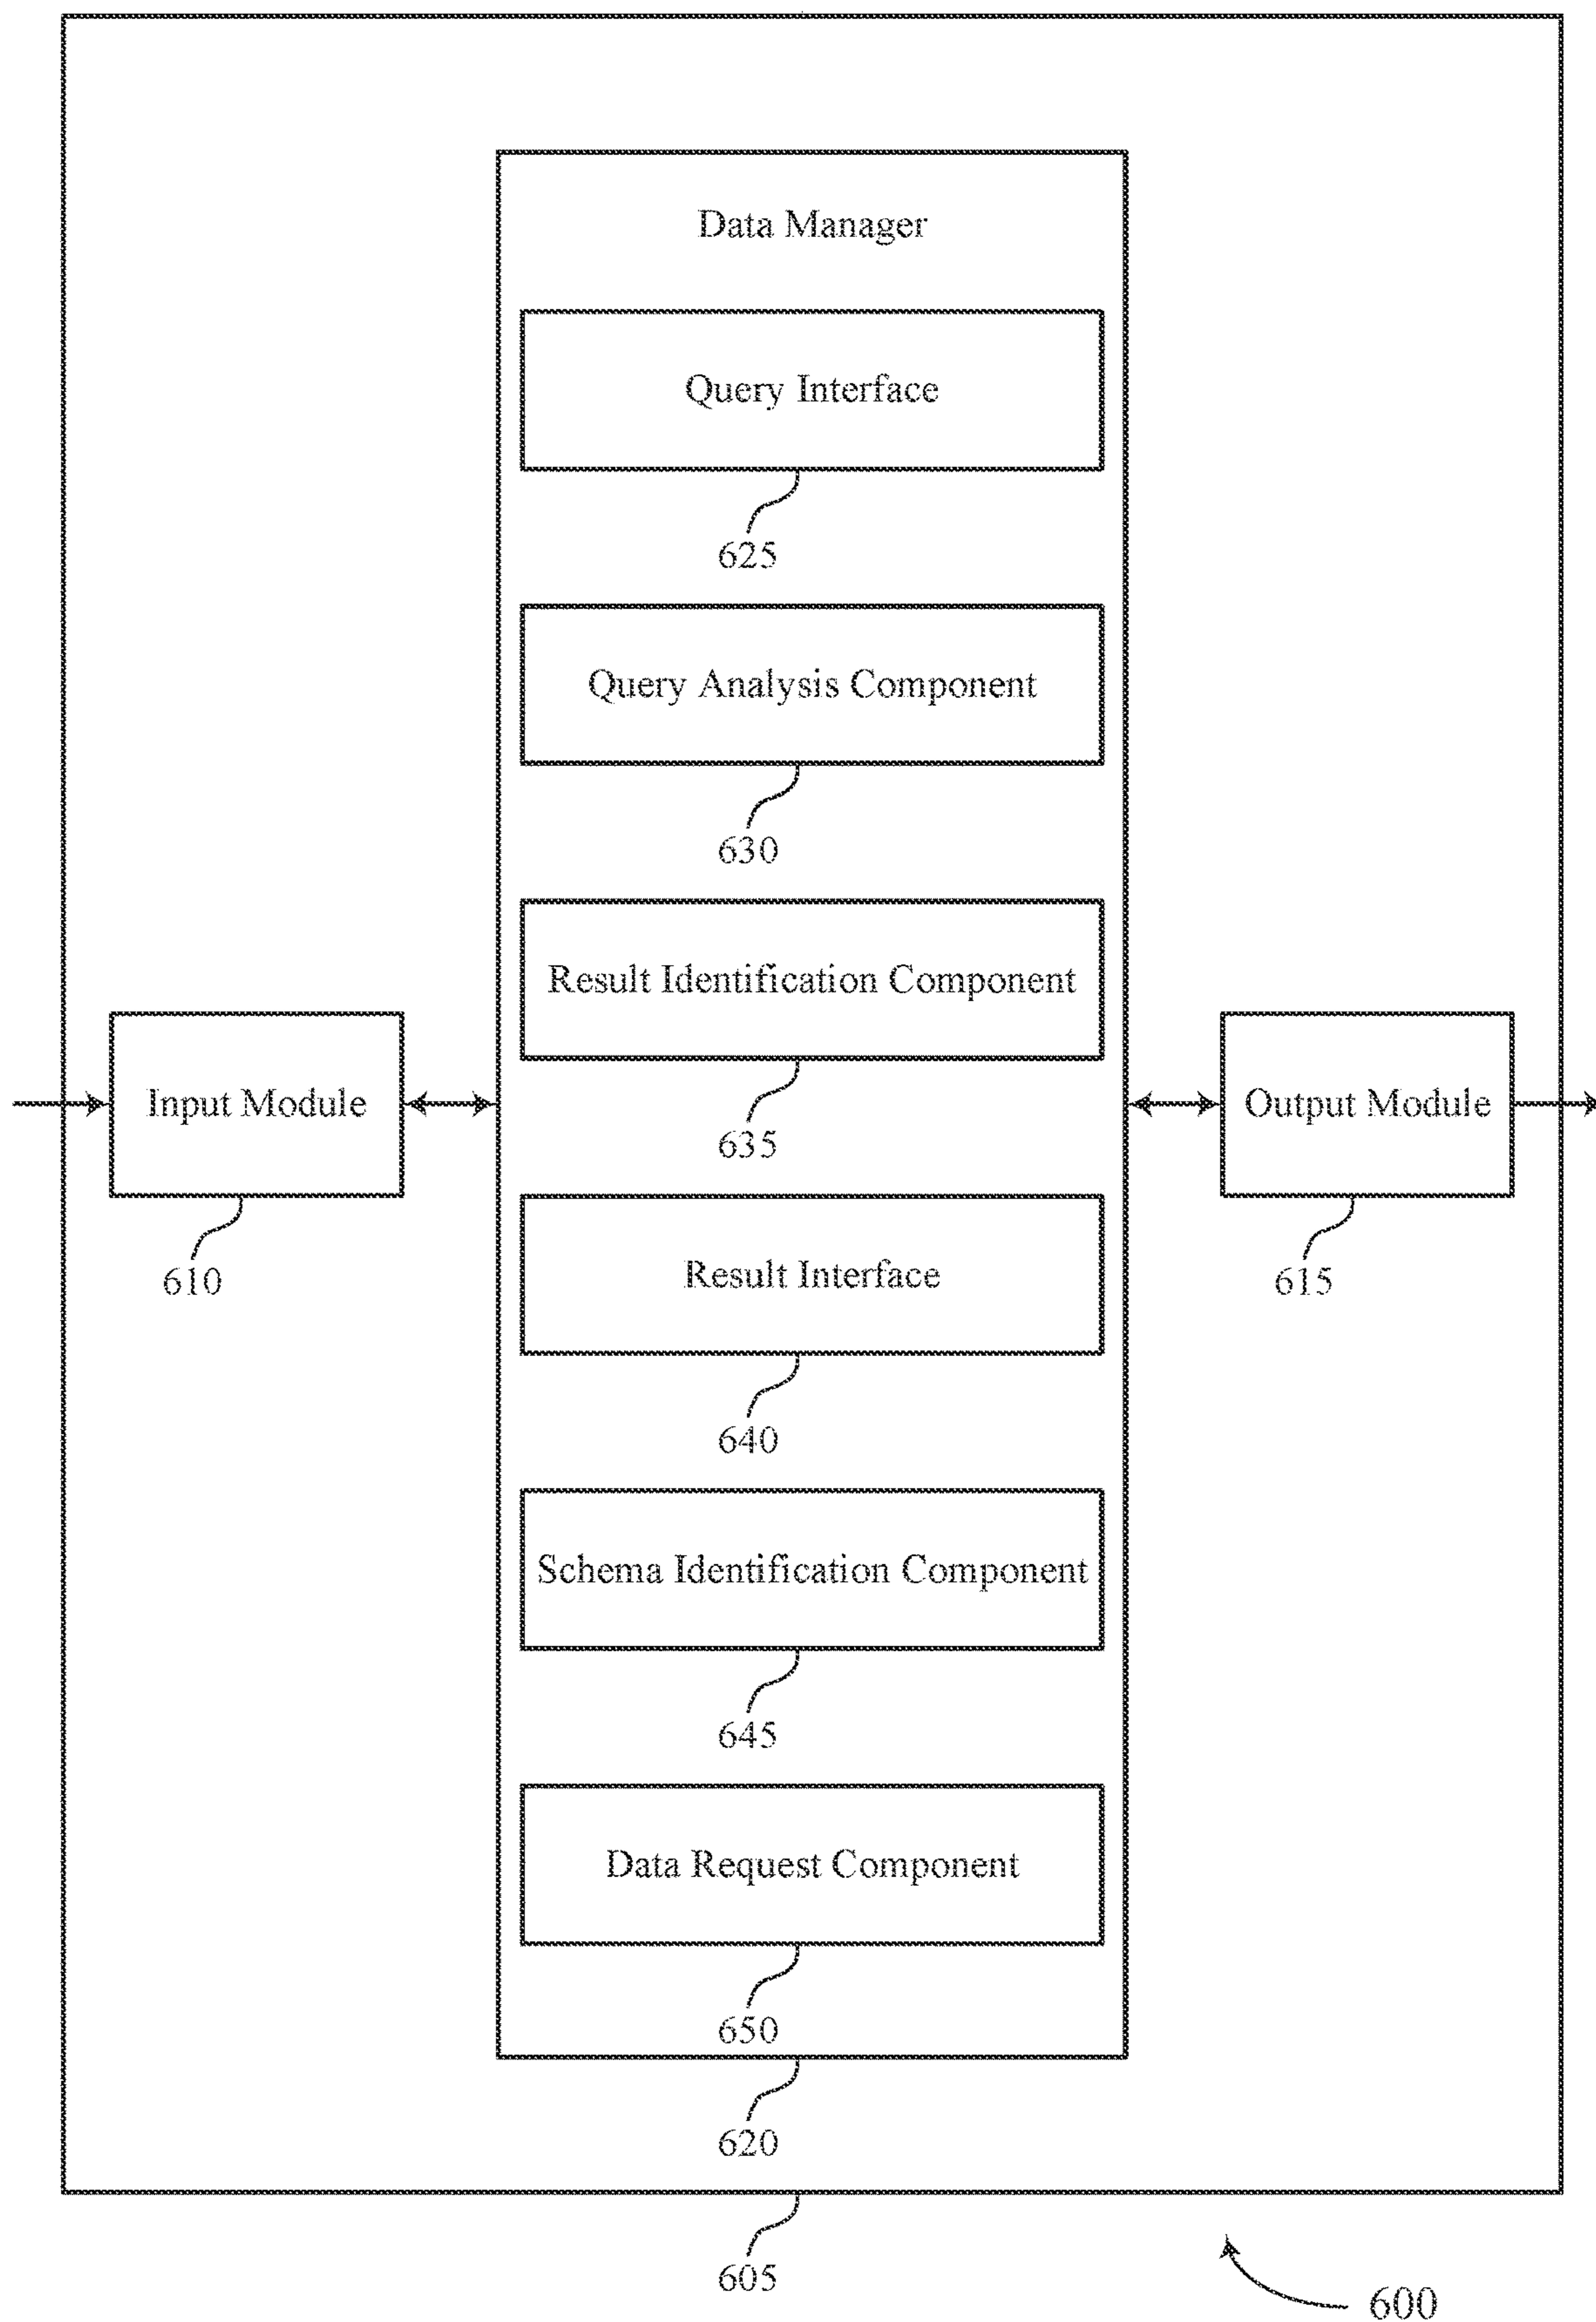 Data Manager
Query Interface
625
Query Analysis Component
630
Result Identification Component
635
Input Module
610
Output Module
615
Result Interface
640
Schema Identification Component
645
Data Request Component
650
620
605
600